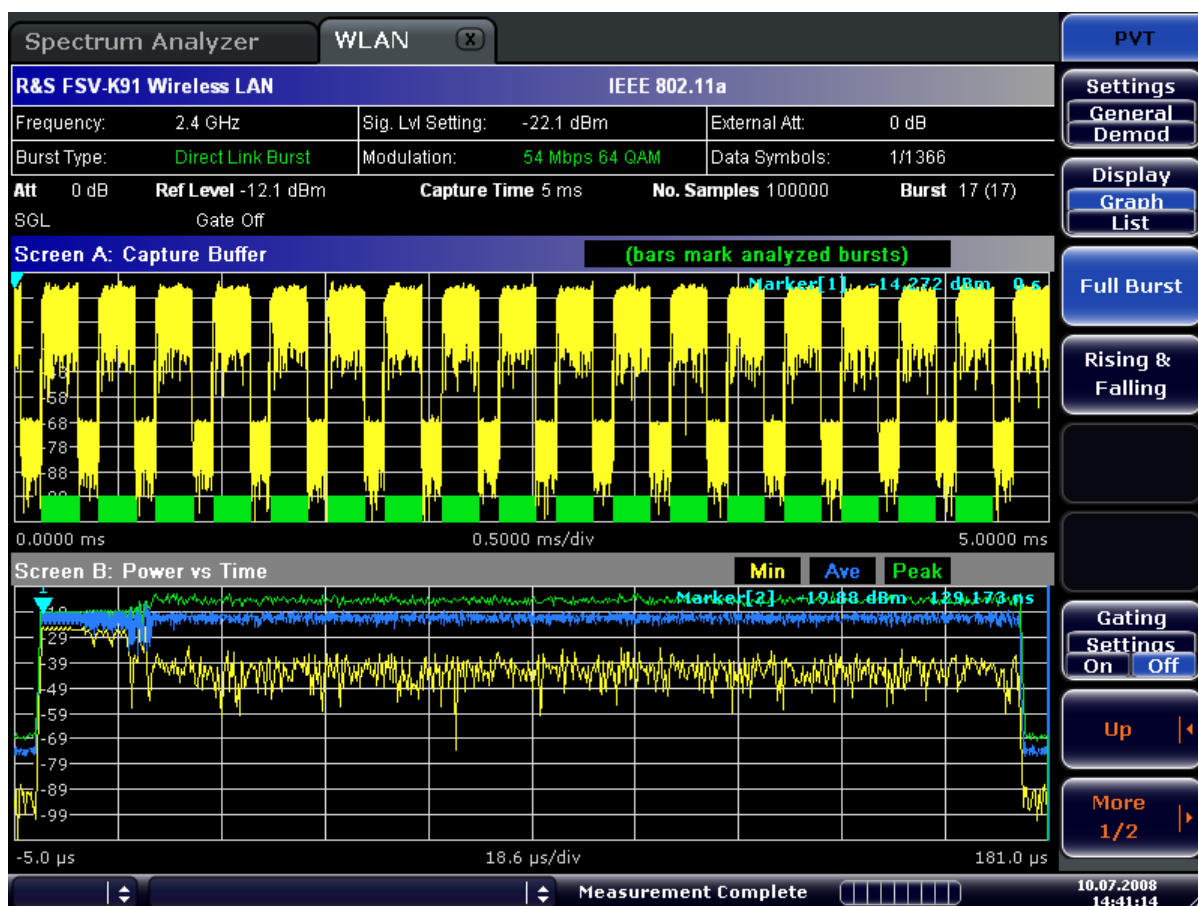 Spectrum Analyzer WLAN X
R&S FSV-K91 Wireless LAN IEEE 802.11a
Frequency: 2.4 GHz Sig. Lvl Setting: -22.1 dBm External Att: 0 dB
Burst Type: Direct Link Burst Modulation: 54 Mbps 64 QAM Data Symbols: 1/1366
Att 0 dB Ref Level -12.1 dBm Capture Time 5 ms No. Samples 100000 Burst 17 (17)
SGL Gate Off
Screen A: Capture Buffer (bars mark analyzed bursts)
Marker[1] -14.272 dBm 0 s
-58
-68
-78
-88
0.0000 ms 0.5000 ms/div 5.0000 ms
Screen B: Power vs Time Min Ave Peak
1
Marker[2] -19.88 dBm 129.173 ns
-29
-39
-49
-59
-69
-79
-89
-99
-5.0 µs 18.6 µs/div 181.0 µs
Measurement Complete
PVT
Settings
General
Demod
Display
Graph
List
Full Burst
Rising &
Falling
Gating
Settings
On Off
Up
More
1/2
10.07.2008
14:41:14